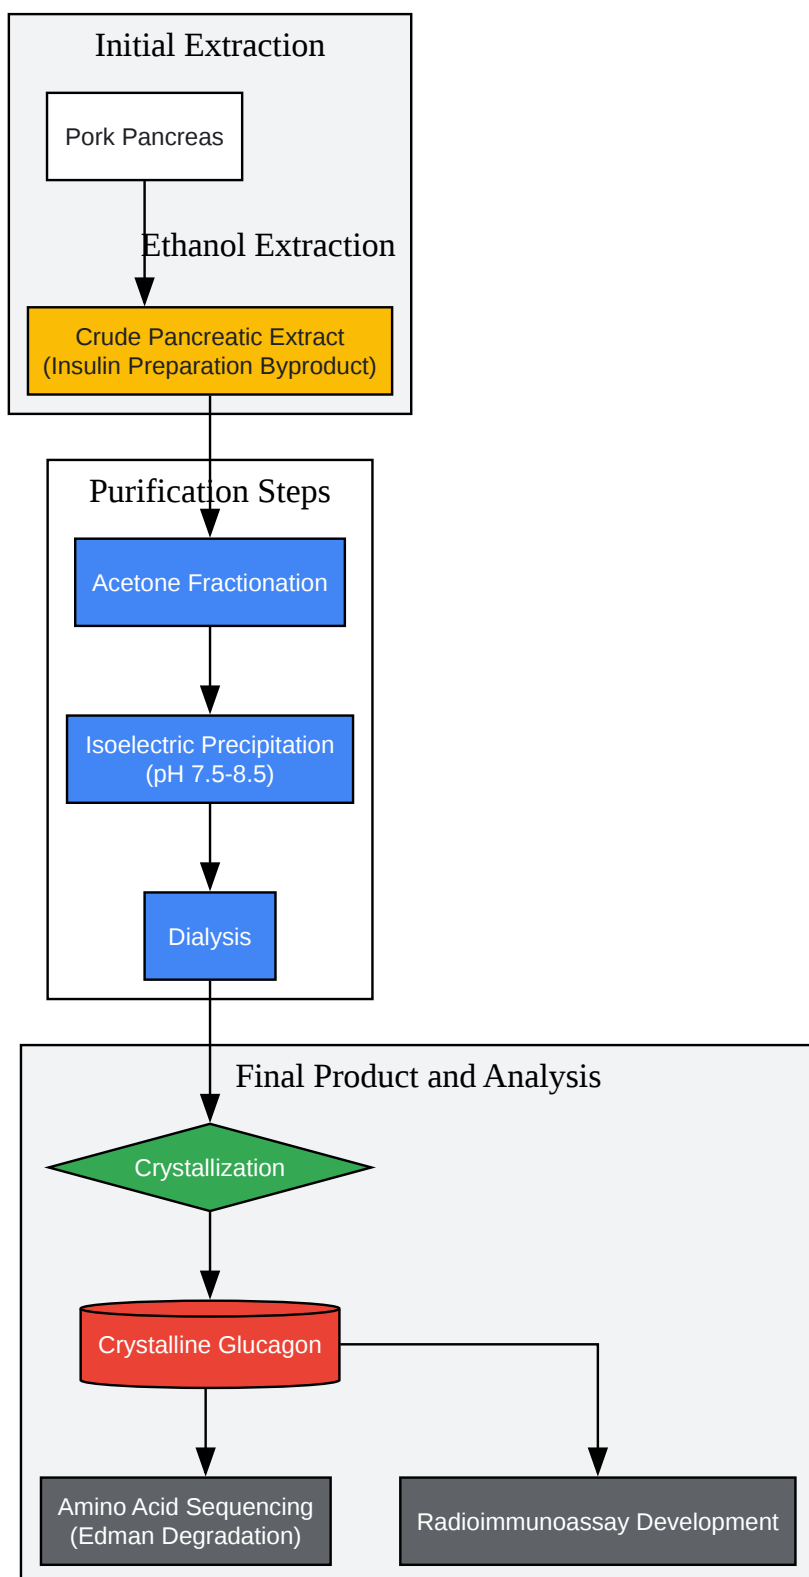 Initial Extraction
Pork Pancreas
Ethanol Extraction
Crude Pancreatic Extract
(Insulin Preparation Byproduct)
Purification Steps
Acetone Fractionation
Isoelectric Precipitation
(pH 7.5-8.5)
Dialysis
Final Product and Analysis
Crystallization
Crystalline Glucagon
Amino Acid Sequencing
(Edman Degradation)
Radioimmunoassay Development